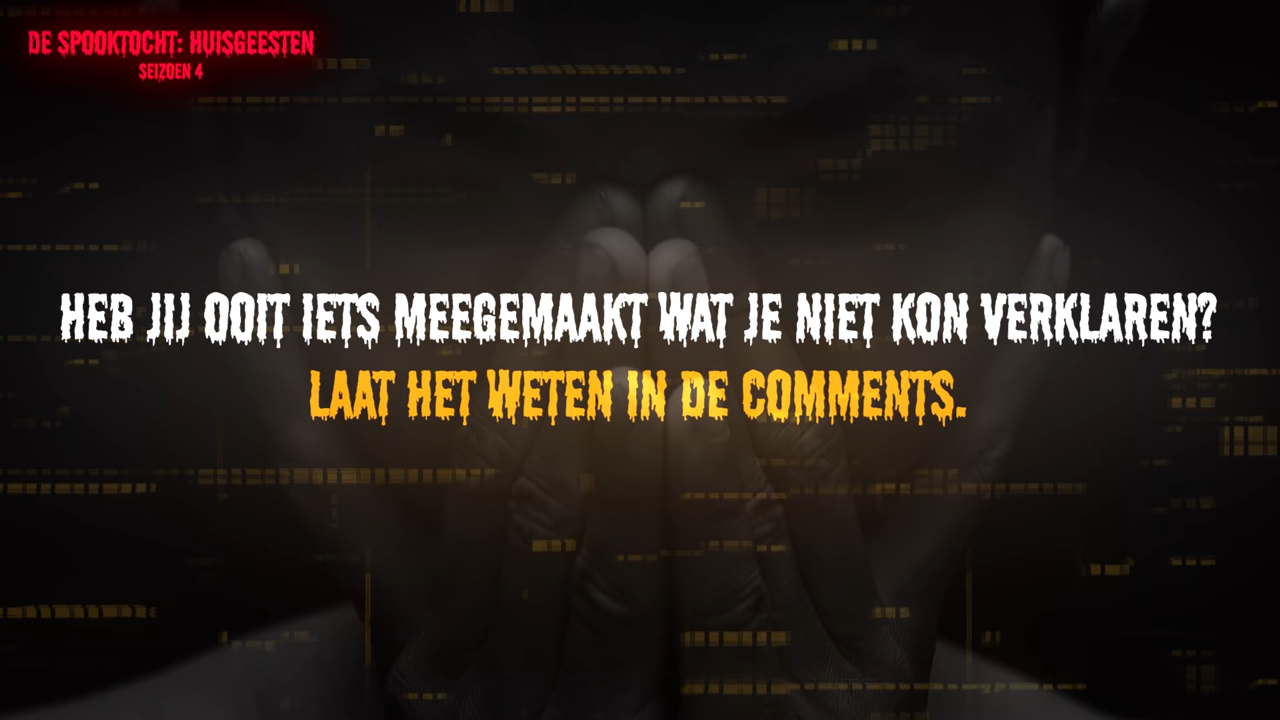 DE SPOOKTOCHT: HUISGEESTEN
SEIZOEN 4
HEB JIJ OOIT IETS MEEGEMAAKT WAT JE NIET KON VERKLAREN?
LAAT HET WETEN IN DE COMMENTS.